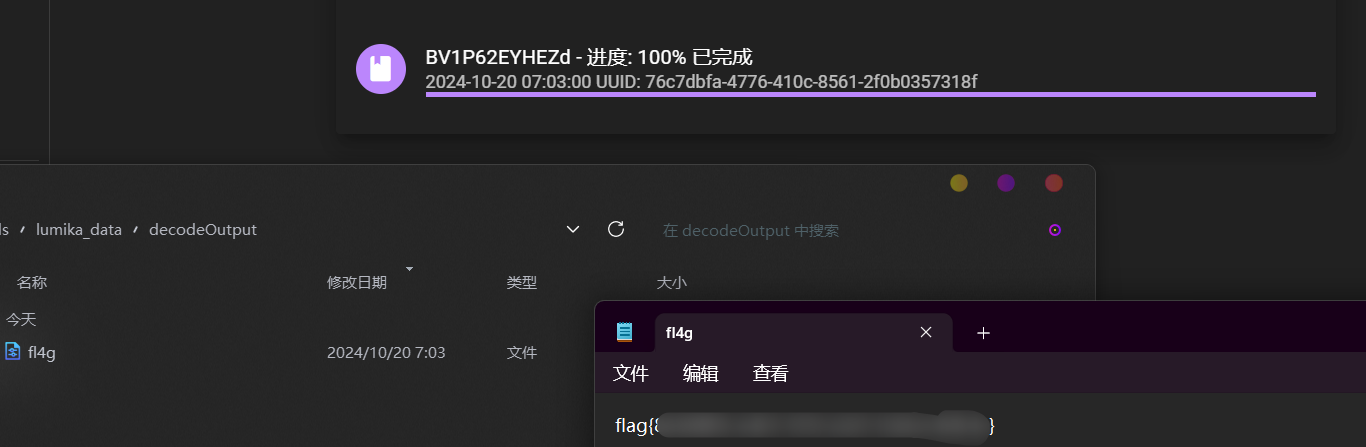 BV1P62EYHEZd - 进度: 100% 已完成
2024-10-20 07:03:00 UUID: 76c7dbfa-4776-410c-8561-2f0b0357318f
ls / lumika_data / decodeOutput
在 decodeOutput 中搜索
名称 修改日期 类型 大小
今天
fl4g 2024/10/20 7:03 文件
fl4g
文件 编辑 查看
flag{ }